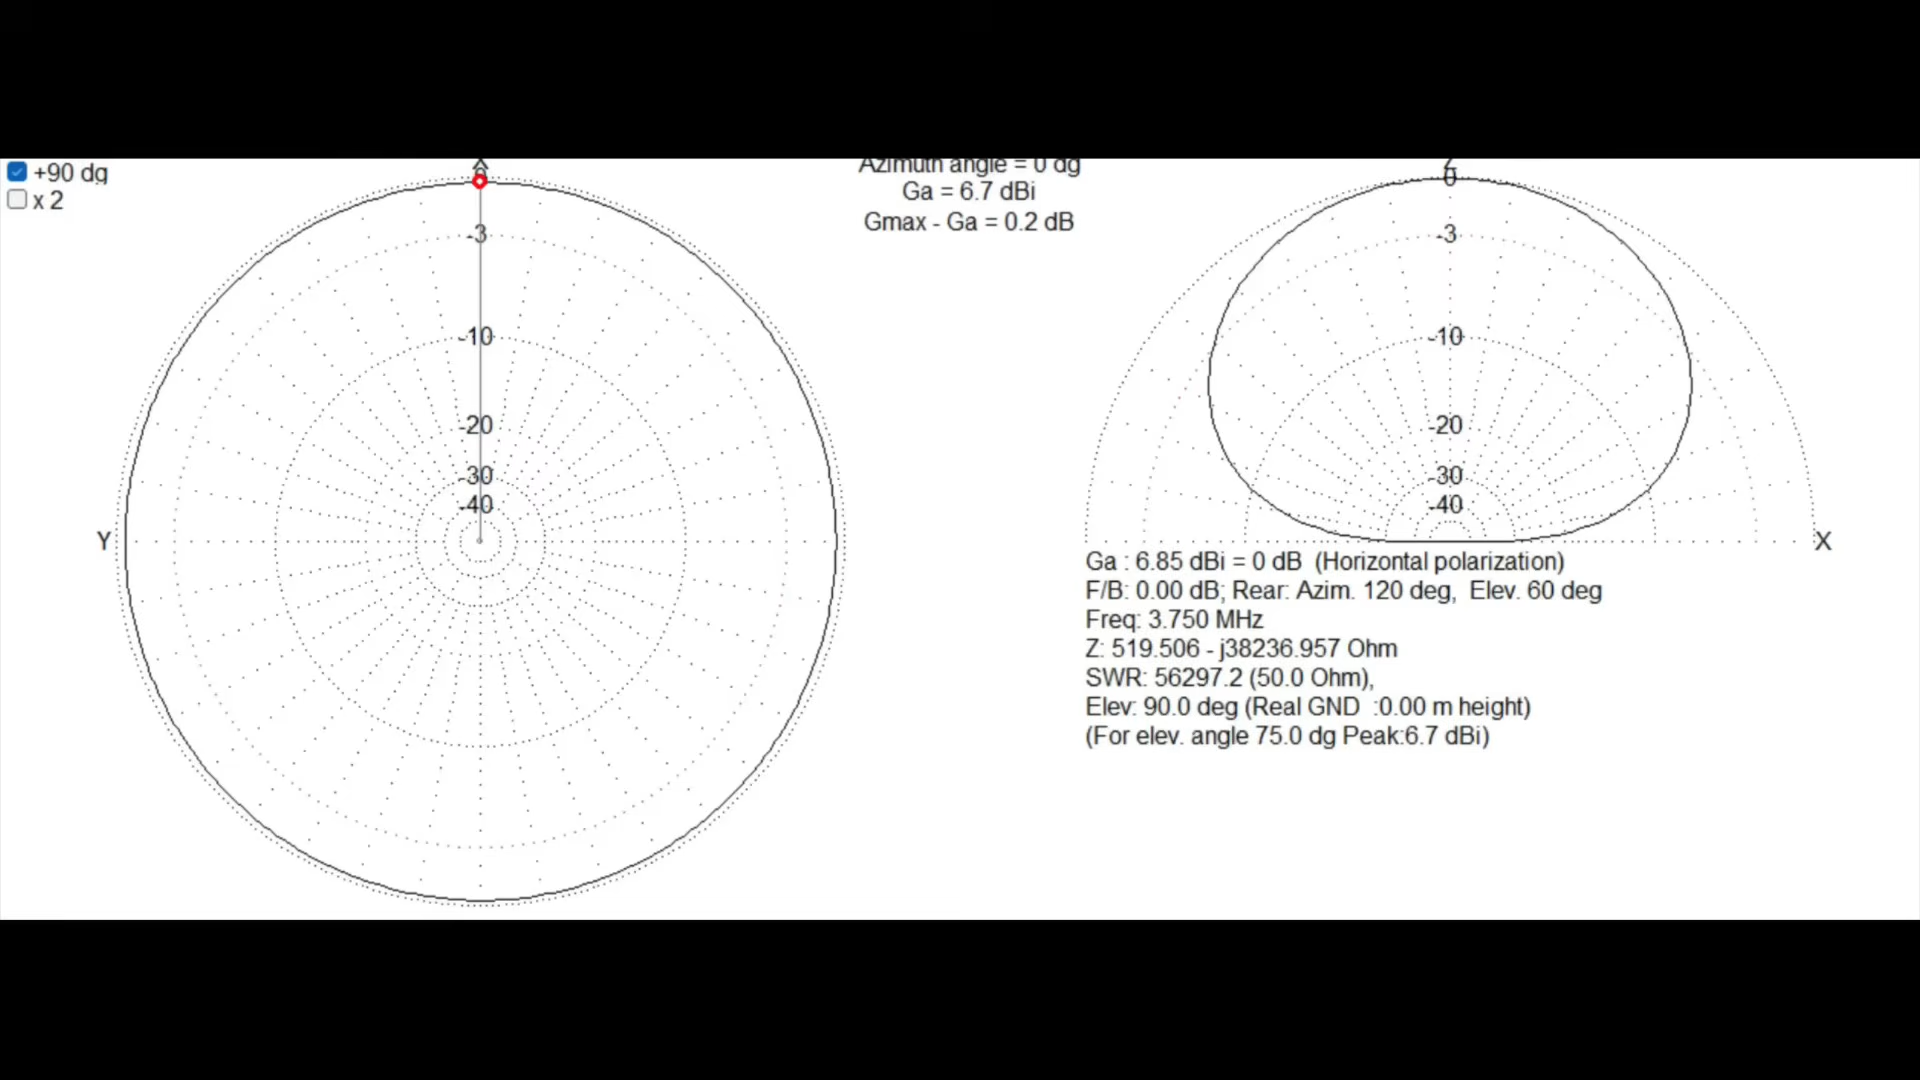 +90 dg
x 2
0
-3
-10
-20
-30
-40
Y
Azimuth angle = 0 dg
Ga = 6.7 dBi
Gmax - Ga = 0.2 dB
0
-3
-10
-20
-30
-40
X
Ga : 6.85 dBi = 0 dB (Horizontal polarization)
F/B: 0.00 dB; Rear: Azim. 120 deg, Elev. 60 deg
Freq: 3.750 MHz
Z: 519.506 - j38236.957 Ohm
SWR: 56297.2 (50.0 Ohm),
Elev: 90.0 deg (Real GND :0.00 m height)
(For elev. angle 75.0 dg Peak:6.7 dBi)